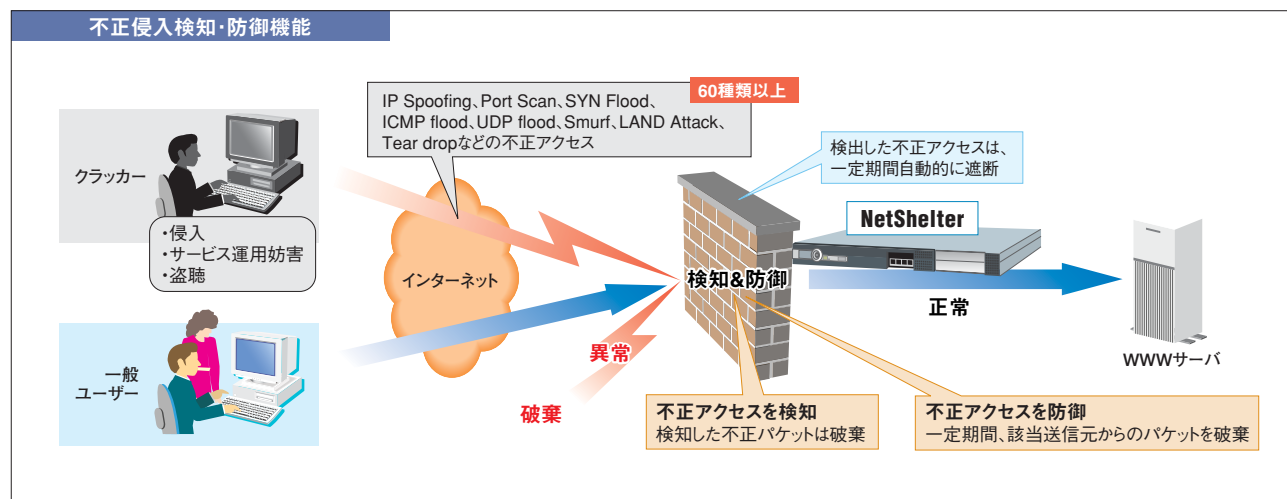 不正侵入検知・防御機能
60種類以上
IP Spoofing、Port Scan、SYN Flood、
ICMP flood、UDP flood、Smurf、LAND Attack、
Tear dropなどの不正アクセス
検出した不正アクセスは、
一定期間自動的に遮断
クラッカー
・侵入
・サービス運用妨害
・盗聴
インターネット
NetShelter
検知&防御
正常
WWWサーバ
一般
ユーザー
異常
破棄
不正アクセスを検知
検知した不正パケットは破棄
不正アクセスを防御
一定期間、該当送信元からのパケットを破棄